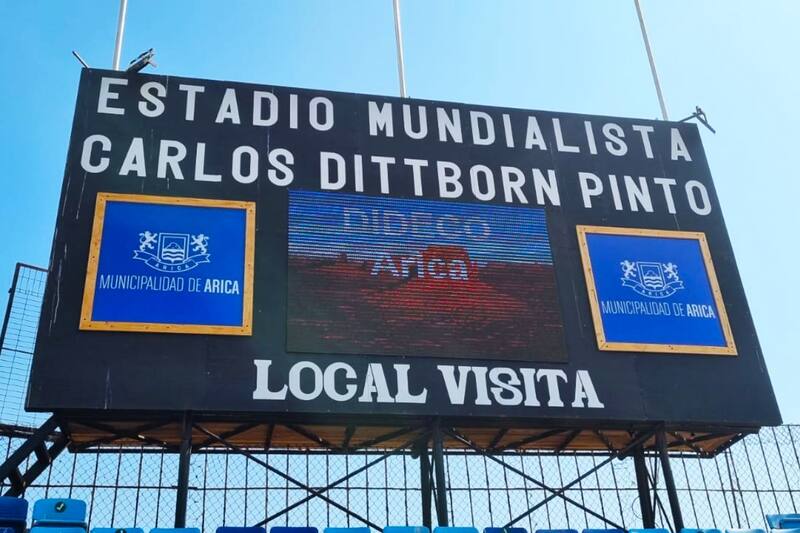 ESTADIO MUNDIALISTA
CARLOS DITTBORN PINTO
DIDECO
Arica
ARICA
MUNICIPALIDAD DE ARICA
ARICA
MUNICIPALIDAD DE ARICA
LOCAL VISITA